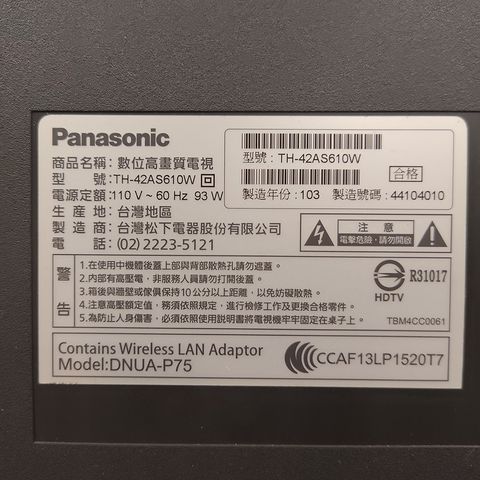 Panasonic
商品名稱: 數位高畫質電視
型 號: TH-42AS610W
電源定額: 110 V ~ 60 Hz 93 W
生 產 地: 台灣地區
製 造 商: 台灣松下電器股份有限公司
電 話: (02) 2223-5121
型號: TH-42AS610W
合格
製造年份: 103 製造號碼: 44104010
注 意
電擊危險,請勿開啟
警告
1.在使用中機體後蓋上部與背部散熱孔請勿遮蓋。
2.內部有高壓電, 非服務人員請勿打開後蓋。
3.箱後與牆壁或傢俱保持10公分以上距離, 以免妨礙散熱。
4.注意高壓額定值, 務須依照規定, 進行檢修工作及更換合格零件。
5.為防止人身傷害, 必須依照使用說明將電視機牢牢固定在桌子上。
R31017
HDTV
TBM4CC0061
Contains Wireless LAN Adaptor
Model:DNUA-P75
CCAF13LP1520T7